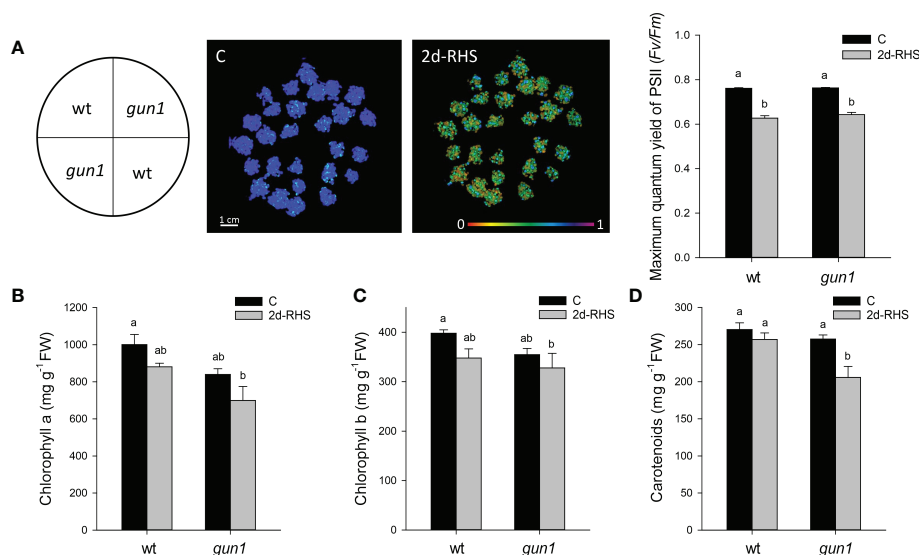 A
wt
gun1
gun1
wt
C
1 cm
2d-RHS
0
1
Maximum quantum yield of PSII (Fv/Fm)
1.0
0.8
0.6
0.4
0.2
0.0
C
2d-RHS
a
b
a
b
wt
gun1
B
Chlorophyll a (mg g-1 FW)
1200
1000
800
600
400
200
0
C
2d-RHS
a
ab
ab
b
wt
gun1
C
Chlorophyll b (mg g-1 FW)
400
300
200
100
0
C
2d-RHS
a
ab
ab
b
wt
gun1
D
Carotenoids (mg g-1 FW)
300
250
200
150
100
50
0
C
2d-RHS
a
a
a
b
wt
gun1